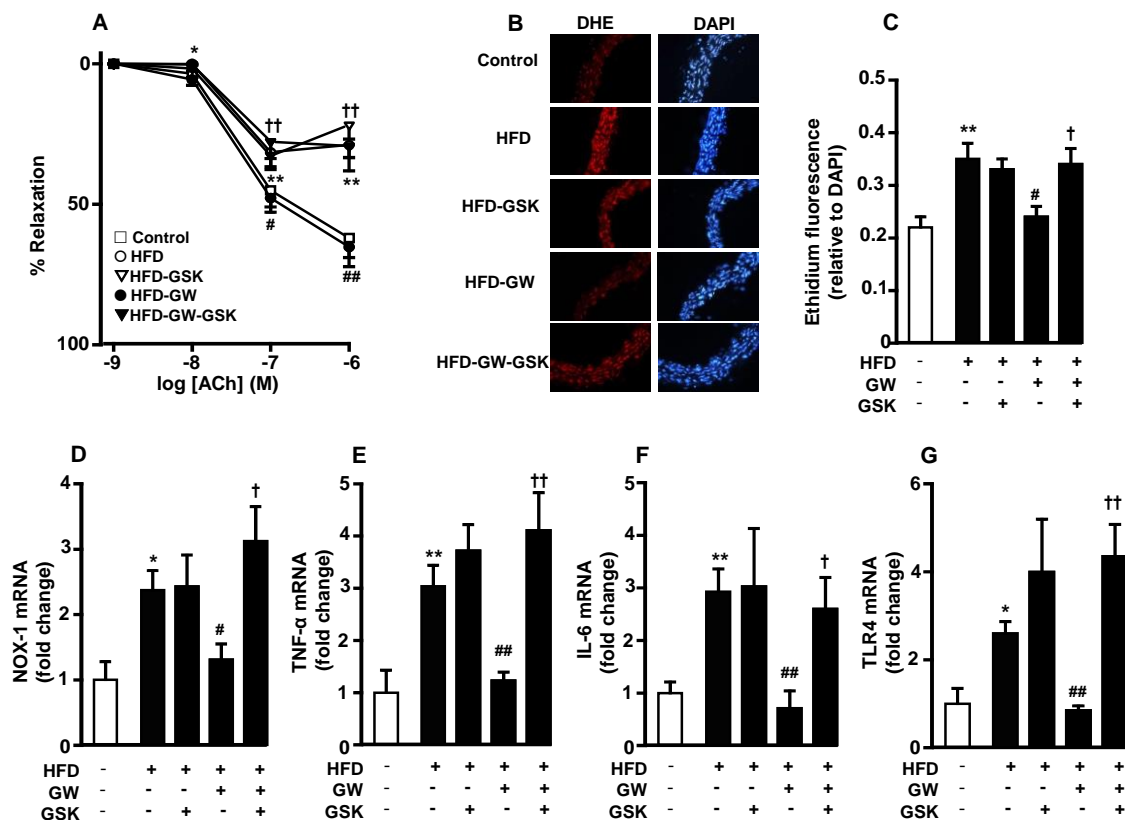 A
0
50
100
% Relaxation
*
††
††
**
**
#
##
□ Control
○ HFD
▽ HFD-GSK
● HFD-GW
▼ HFD-GW-GSK
-9 -8 -7 -6
log [ACh] (M)
B
DHE DAPI
Control
HFD
HFD-GSK
HFD-GW
HFD-GW-GSK
C
Ethidium fluorescence
(relative to DAPI)
0.5
0.4
0.3
0.2
0.1
0
** # †
HFD - + + + +
GW - - - + +
GSK - - + - +
D
NOX-1 mRNA
(fold change)
4
3
2
1
0
* # †
HFD - + + + +
GW - - - + +
GSK - - + - +
E
TNF-α mRNA
(fold change)
5
4
3
2
1
0
** ## ††
HFD - + + + +
GW - - - + +
GSK - - + - +
F
IL-6 mRNA
(fold change)
5
4
3
2
1
0
** ## †
HFD - + + + +
GW - - - + +
GSK - - + - +
G
TLR4 mRNA
(fold change)
6
4
2
0
* ## ††
HFD - + + + +
GW - - - + +
GSK - - + - +